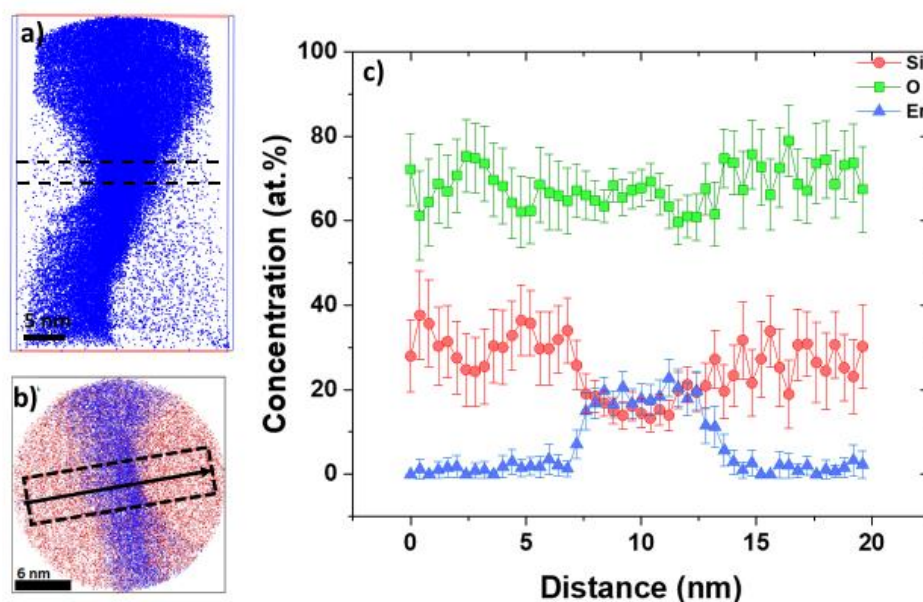 a)
5 nm
b)
6 nm
c)
Concentration (at.%)
100
80
60
40
20
0
0
5
10
15
20
Distance (nm)
Si
O
Er